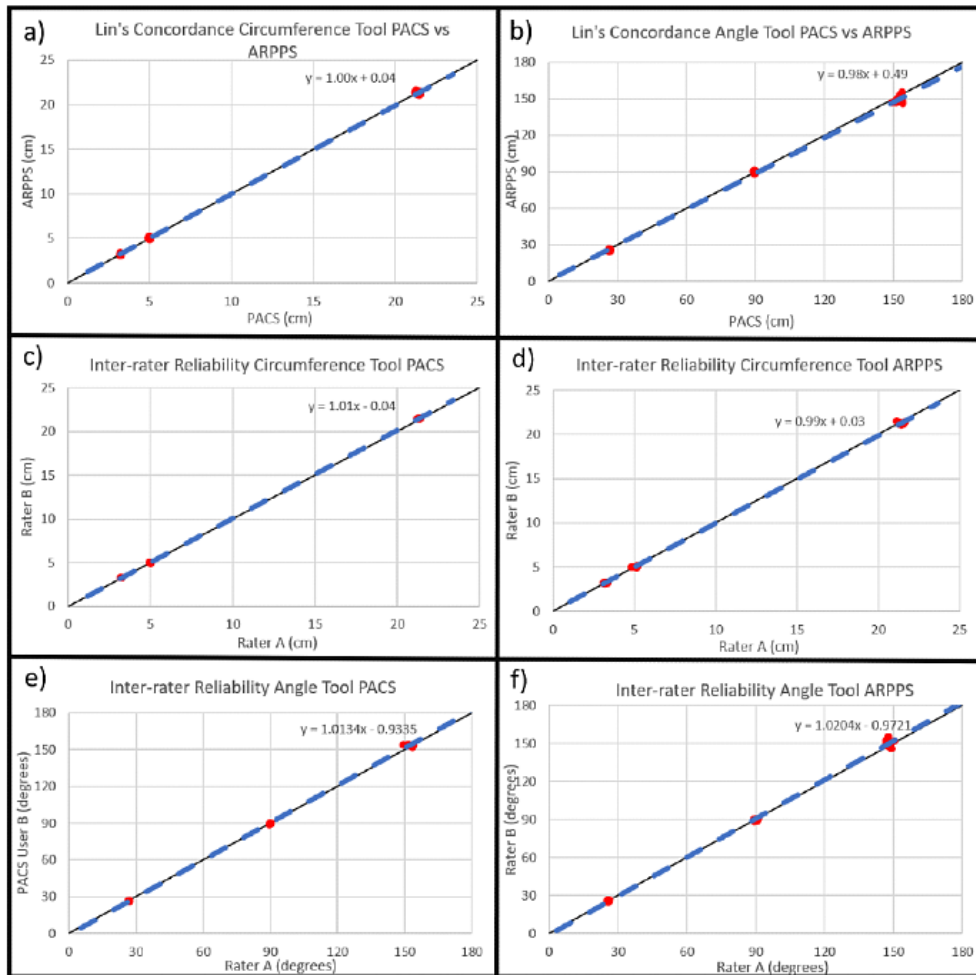 a)
Lin's Concordance Circumference Tool PACS vs
ARPPS
y = 1.00x + 0.04
25
20
15
10
5
0
ARPPS (cm)
0 5 10 15 20 25
PACS (cm)
b)
Lin's Concordance Angle Tool PACS vs ARPPS
y = 0.98x + 0.49
180
150
120
90
60
30
0
ARPPS (cm)
0 30 60 90 120 150 180
PACS (cm)
c)
Inter-rater Reliability Circumference Tool PACS
y = 1.01x - 0.04
25
20
15
10
5
0
Rater B (cm)
0 5 10 15 20 25
Rater A (cm)
d)
Inter-rater Reliability Circumference Tool ARPPS
y = 0.99x + 0.03
25
20
15
10
5
0
Rater B (cm)
0 5 10 15 20 25
Rater A (cm)
e)
Inter-rater Reliability Angle Tool PACS
y = 1.0134x - 0.9335
180
150
120
90
60
30
0
PACS User B (degrees)
0 30 60 90 120 150 180
Rater A (degrees)
f)
Inter-rater Reliability Angle Tool ARPPS
y = 1.0204x - 0.9721
180
150
120
90
60
30
0
Rater B (degrees)
0 30 60 90 120 150 180
Rater A (degrees)